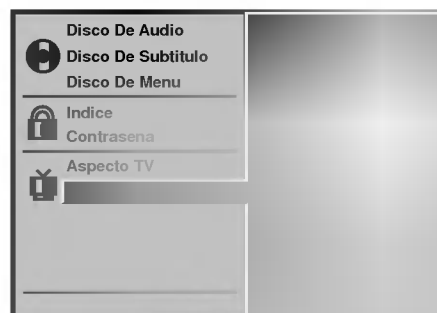 Disco De Audio
Disco De Subtitulo
Disco De Menu
Indice
Contrasena
Aspecto TV